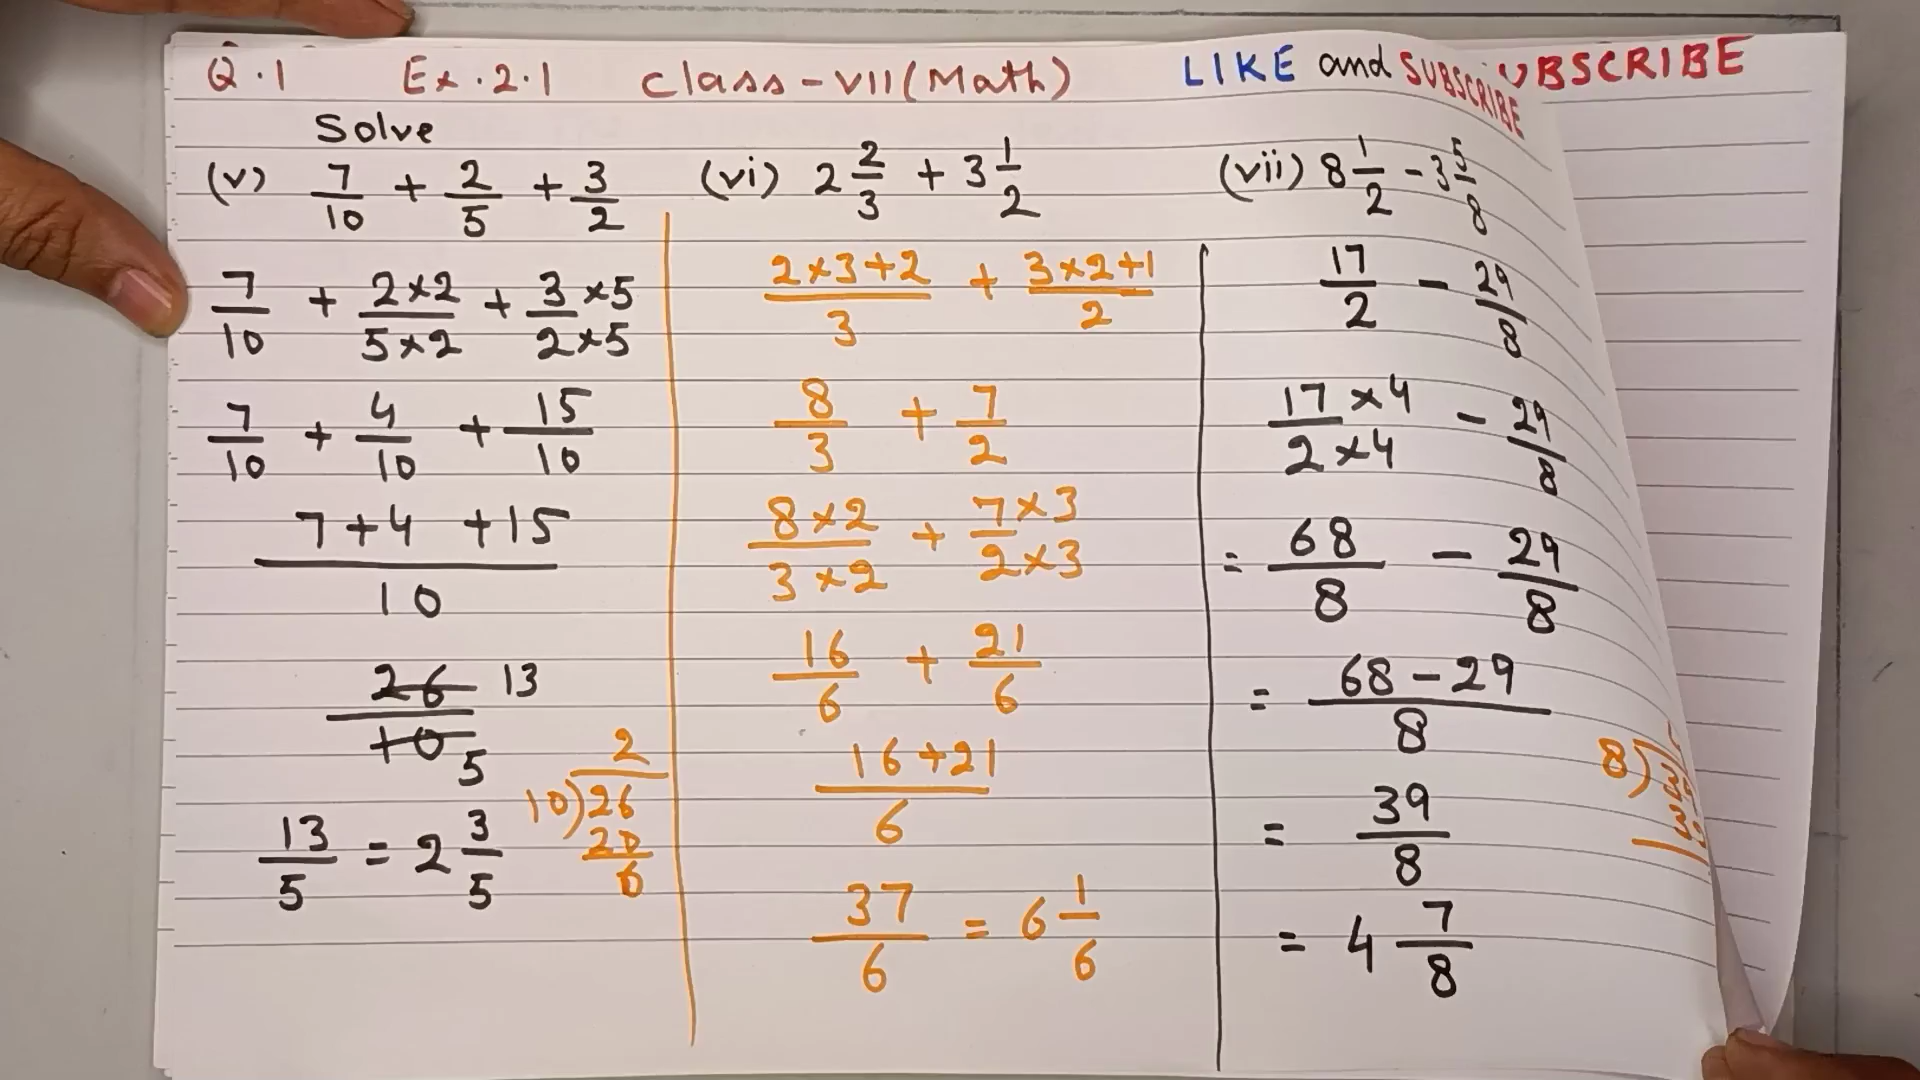 Q.1 Ex.2.1 Class-VII(Math) LIKE and SUBSCRIBE UBSCRIBE
Solve
(v) 7/10 + 2/5 + 3/2
7/10 + 2×2/5×2 + 3×5/2×5
7/10 + 4/10 + 15/10
7+4+15/10
26/10 13/5
13/5 = 2 3/5
2
10)26
20
6
(vi) 2 2/3 + 3 1/2
2×3+2/3 + 3×2+1/2
8/3 + 7/2
8×2/3×2 + 7×3/2×3
16/6 + 21/6
16+21/6
37/6 = 6 1/6
(vii) 8 1/2 - 3 5/8
17/2 - 29/8
17×4/2×4 - 29/8
= 68/8 - 29/8
= 68-29/8
= 39/8
= 4 7/8
8)